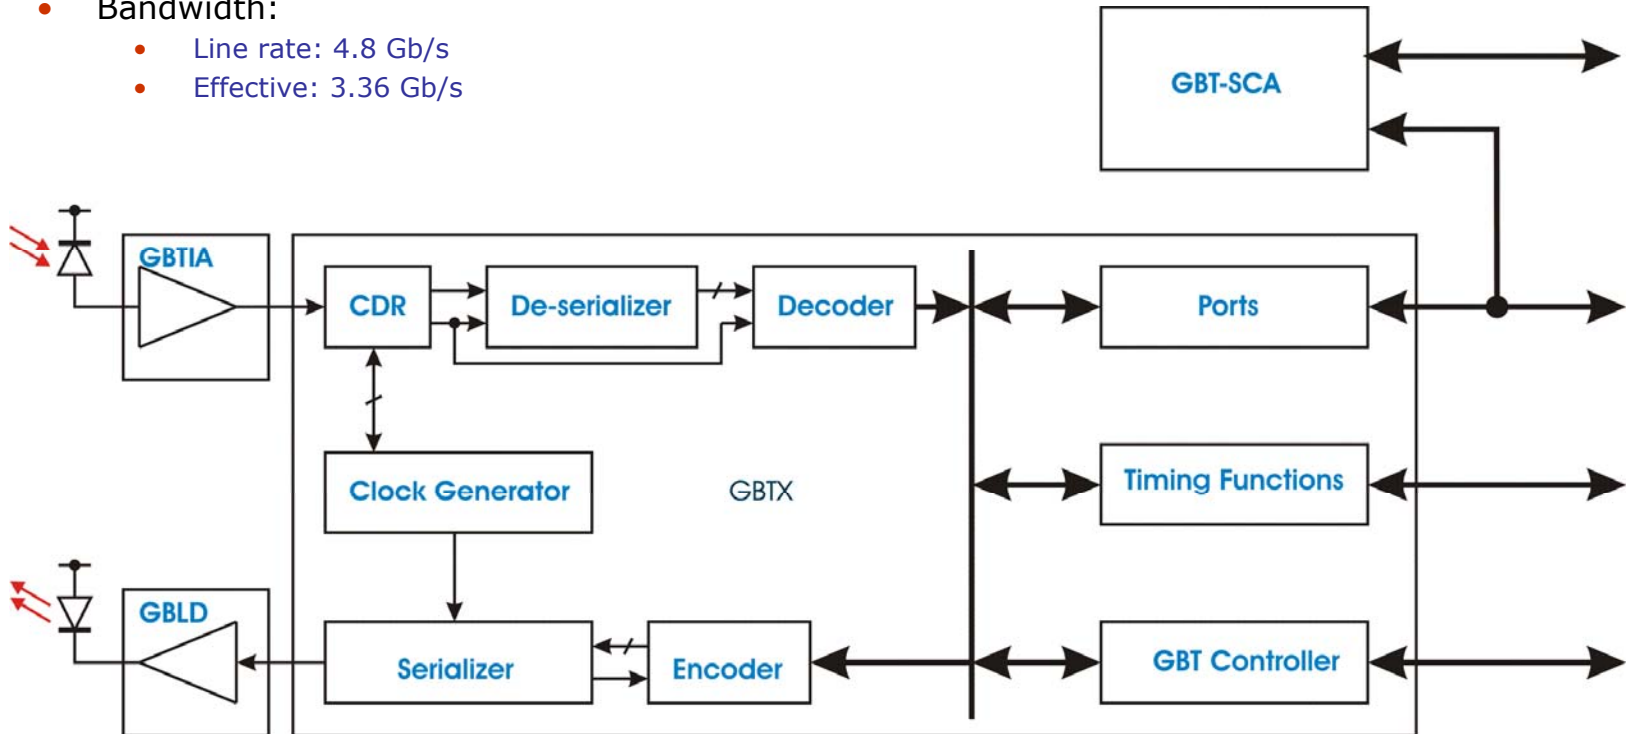 • Bandwidth:
• Line rate: 4.8 Gb/s
• Effective: 3.36 Gb/s
GBT-SCA
GBTIA
CDR
De-serializer
Decoder
Ports
Clock Generator
GBTX
Timing Functions
GBLD
Serializer
Encoder
GBT Controller